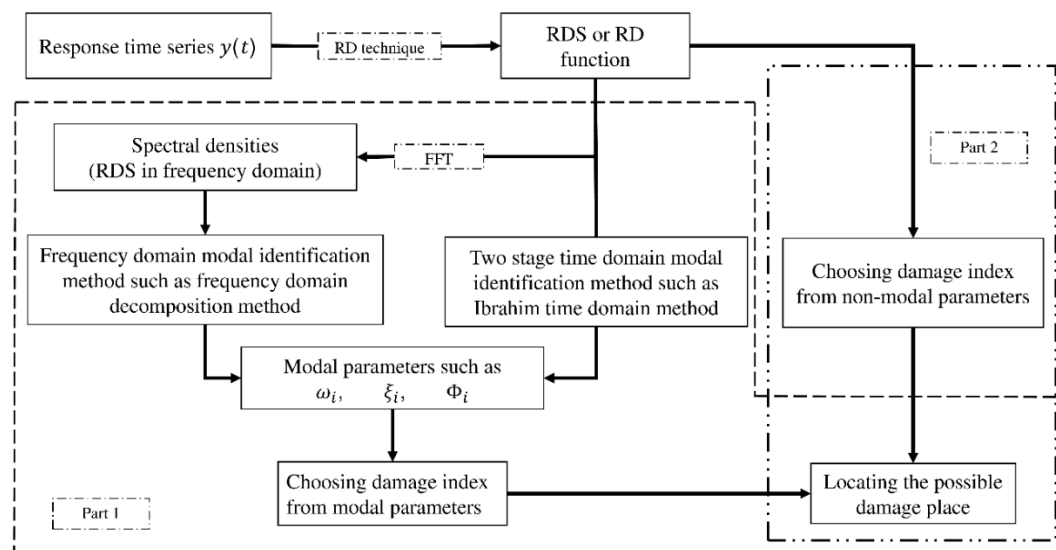 Response time series y(t)
RD technique
RDS or RD
function
Spectral densities
(RDS in frequency domain)
FFT
Part 2
Frequency domain modal identification
method such as frequency domain
decomposition method
Two stage time domain modal
identification method such as
Ibrahim time domain method
Choosing damage index
from non-modal parameters
Modal parameters such as
ω_i, ξ_i, Φ_i
Choosing damage index
from modal parameters
Locating the possible
damage place
Part 1